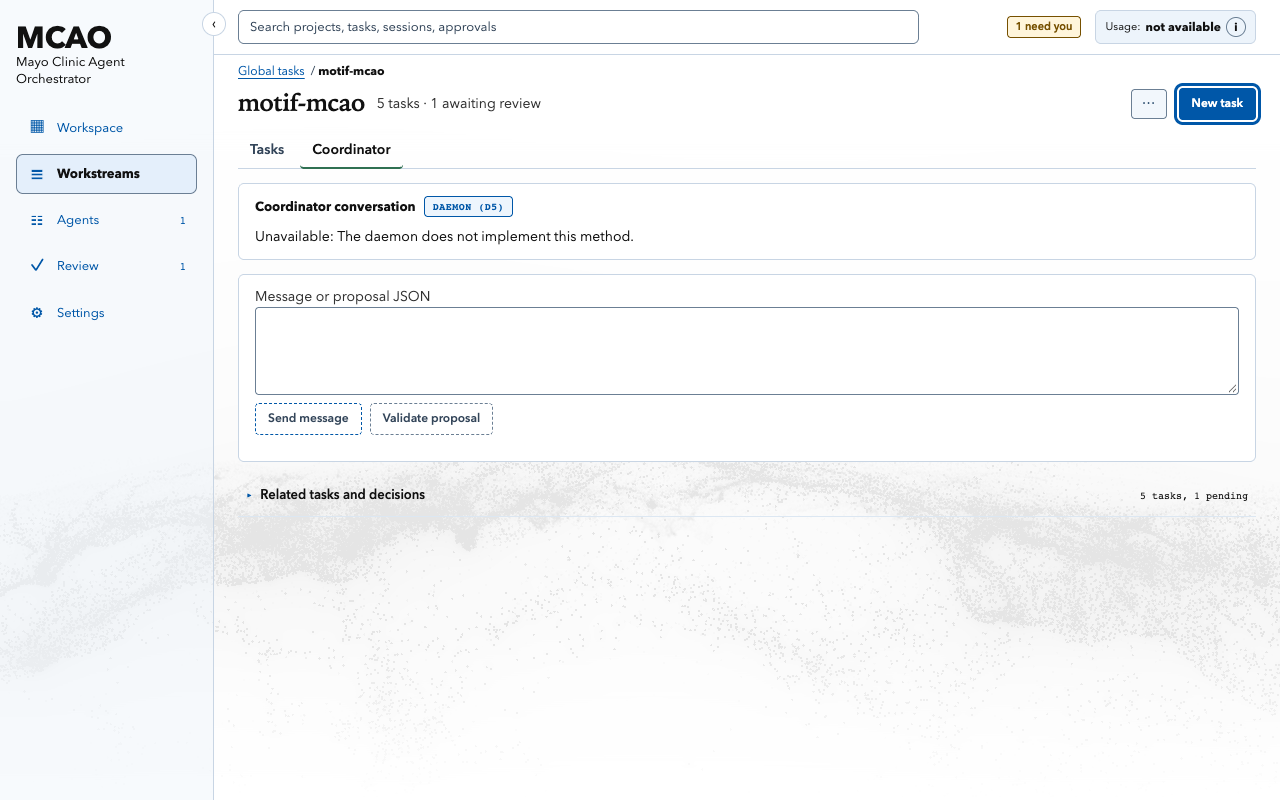 MCAO
Mayo Clinic Agent
Orchestrator
Workspace
Workstreams
Agents 1
Review 1
Settings
Search projects, tasks, sessions, approvals
1 need you
Usage: not available i
Global tasks / motif-mcao
motif-mcao 5 tasks · 1 awaiting review
...
New task
Tasks Coordinator
Coordinator conversation DAEMON (D5)
Unavailable: The daemon does not implement this method.
Message or proposal JSON
Send message Validate proposal
Related tasks and decisions 5 tasks, 1 pending